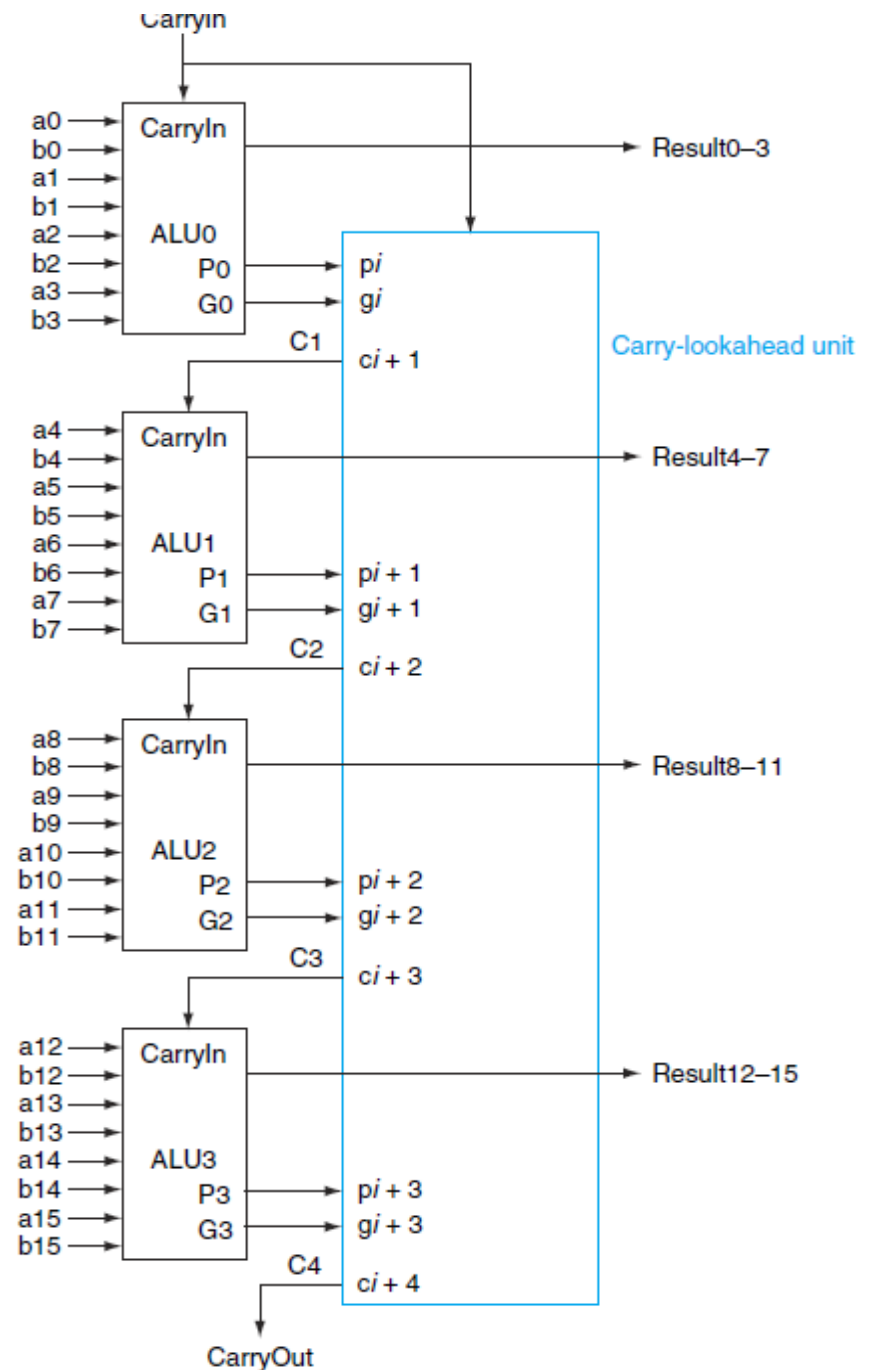 CarryIn
a0
b0
a1
b1
a2
b2
a3
b3
CarryIn
ALU0
P0
G0
Result0–3
pi
gi
C1
ci + 1
Carry-lookahead unit
a4
b4
a5
b5
a6
b6
a7
b7
CarryIn
ALU1
P1
G1
Result4–7
pi + 1
gi + 1
C2
ci + 2
a8
b8
a9
b9
a10
b10
a11
b11
CarryIn
ALU2
P2
G2
Result8–11
pi + 2
gi + 2
C3
ci + 3
a12
b12
a13
b13
a14
b14
a15
b15
CarryIn
ALU3
P3
G3
Result12–15
pi + 3
gi + 3
C4
ci + 4
CarryOut